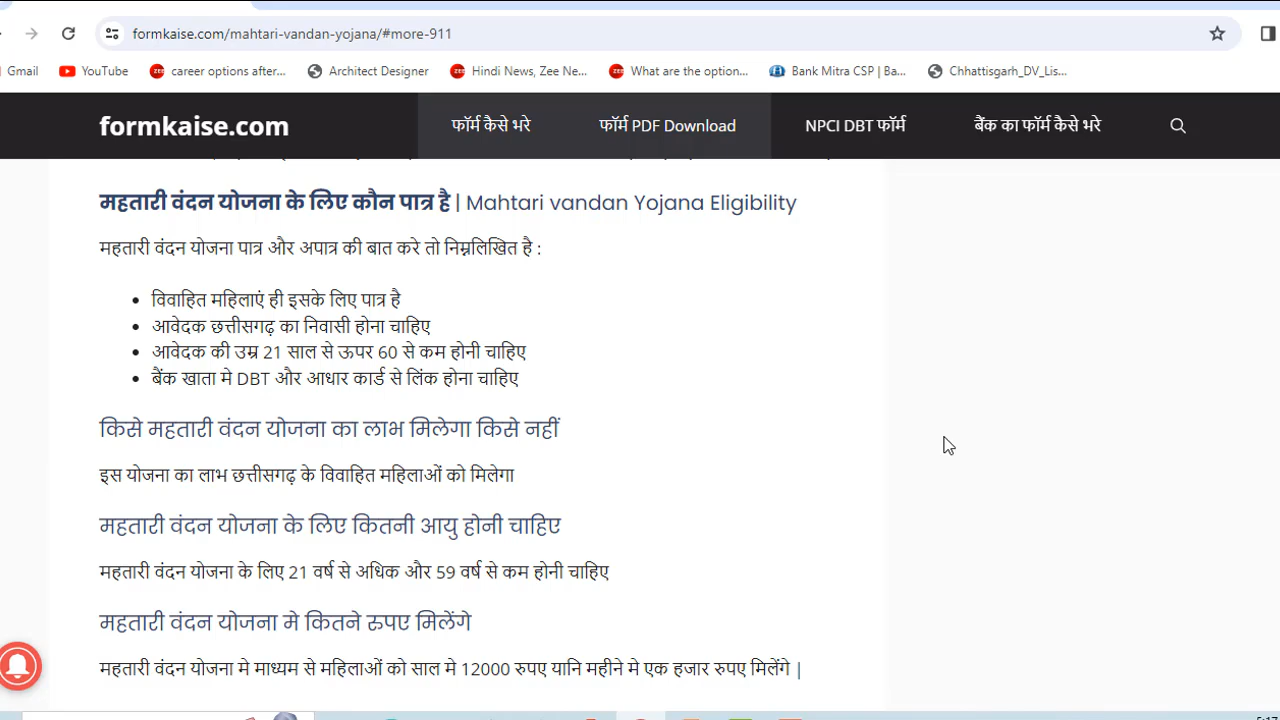 formkaise.com/mahtari-vandan-yojana/#more-911
Gmail
YouTube
career options after...
Architect Designer
Hindi News, Zee Ne...
What are the option...
Bank Mitra CSP | Ba...
Chhattisgarh_DV_Lis...
formkaise.com
फॉर्म कैसे भरे
फॉर्म PDF Download
NPCI DBT फॉर्म
बैंक का फॉर्म कैसे भरे
महतारी वंदन योजना के लिए कौन पात्र है | Mahtari vandan Yojana Eligibility
महतारी वंदन योजना पात्र और अपात्र की बात करे तो निम्नलिखित है :
• विवाहित महिलाएं ही इसके लिए पात्र है
• आवेदक छत्तीसगढ़ का निवासी होना चाहिए
• आवेदक की उम्र 21 साल से ऊपर 60 से कम होनी चाहिए
• बैंक खाता मे DBT और आधार कार्ड से लिंक होना चाहिए
किसे महतारी वंदन योजना का लाभ मिलेगा किसे नहीं
इस योजना का लाभ छत्तीसगढ़ के विवाहित महिलाओं को मिलेगा
महतारी वंदन योजना के लिए कितनी आयु होनी चाहिए
महतारी वंदन योजना के लिए 21 वर्ष से अधिक और 59 वर्ष से कम होनी चाहिए
महतारी वंदन योजना मे कितने रुपए मिलेंगे
महतारी वंदन योजना मे माध्यम से महिलाओं को साल मे 12000 रुपए यानि महीने मे एक हजार रुपए मिलेंगे |